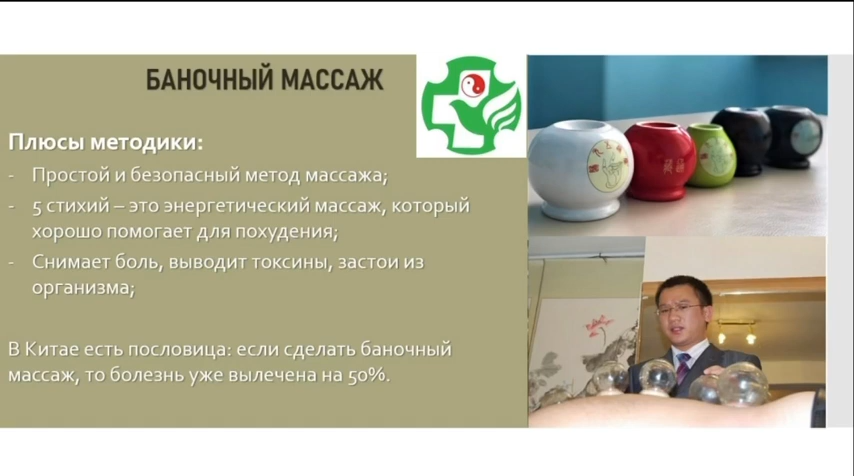 БАНОЧНЫЙ МАССАЖ
Плюсы методики:
- Простой и безопасный метод массажа;
- 5 стихий – это энергетический массаж, который
хорошо помогает для похудения;
- Снимает боль, выводит токсины, застои из
организма;
В Китае есть пословица: если сделать баночный
массаж, то болезнь уже вылечена на 50%.